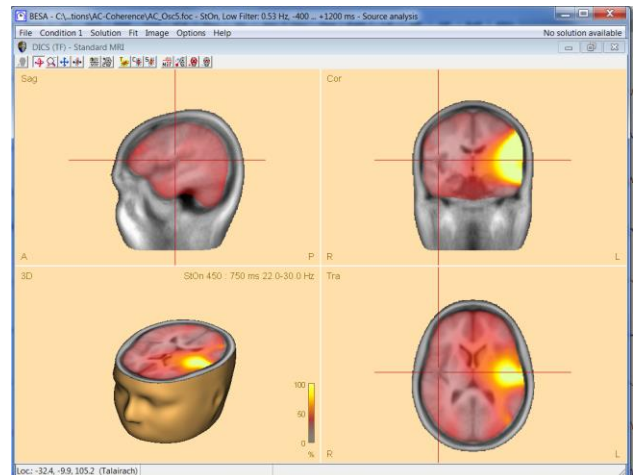 BESA - C:\...tions\AC-Coherence\AC_Osc5.foc - StOn, Low Filter: 0.53 Hz, -400 ... +1200 ms - Source analysis
File Condition 1 Solution Fit Image Options Help No solution available
DICS (TF) - Standard MRI
Sag
Cor
A P
R L
3D StOn 450 : 750 ms 22.0-30.0 Hz
Tra
100
50
0
%
R L
Loc.: -32.4, -9.9, 105.2 (Talairach)